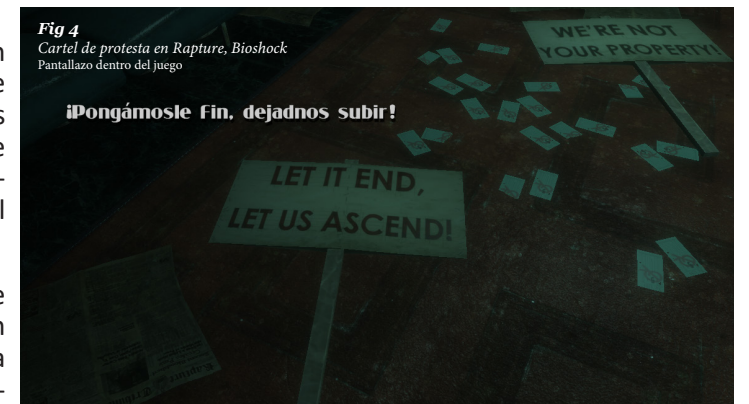 Fig 4
Cartel de protesta en Rapture, Bioshock
Pantallazo dentro del juego
WE'RE NOT
YOUR PROPERTY!
¡Pongámosle fin, dejadnos subir!
LET IT END,
LET US ASCEND!
Rapture